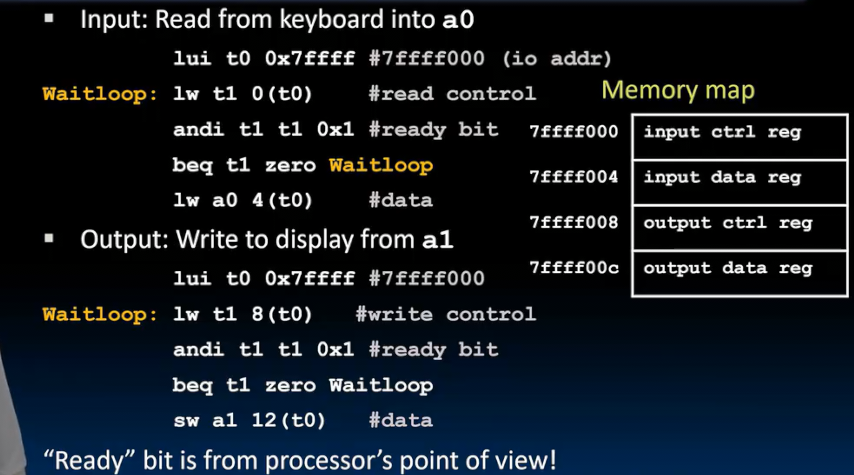 ▪ Input: Read from keyboard into a0
lui t0 0x7ffff #7ffff000 (io addr)
Waitloop: lw t1 0(t0) #read control
andi t1 t1 0x1 #ready bit
beq t1 zero Waitloop
lw a0 4(t0) #data
Memory map
7ffff000 input ctrl reg
7ffff004 input data reg
7ffff008 output ctrl reg
7ffff00c output data reg
▪ Output: Write to display from a1
lui t0 0x7ffff #7ffff000
Waitloop: lw t1 8(t0) #write control
andi t1 t1 0x1 #ready bit
beq t1 zero Waitloop
sw a1 12(t0) #data
“Ready” bit is from processor’s point of view!